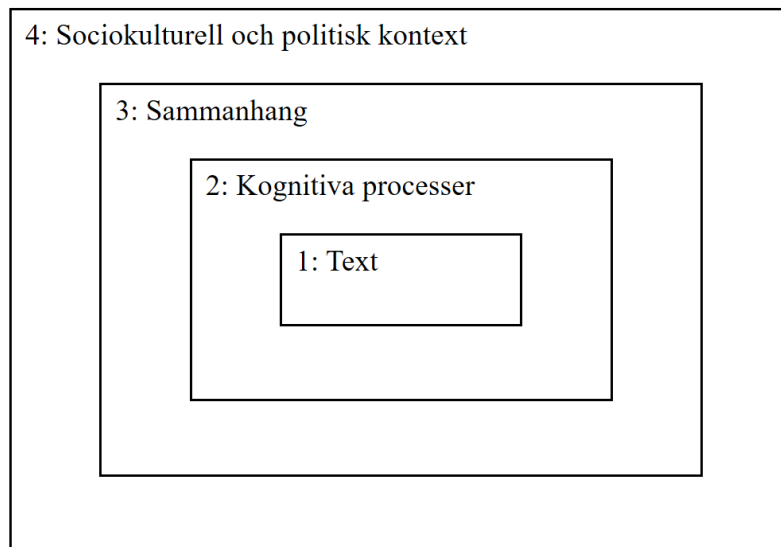 4: Sociokulturell och politisk kontext
3: Sammanhang
2: Kognitiva processer
1: Text